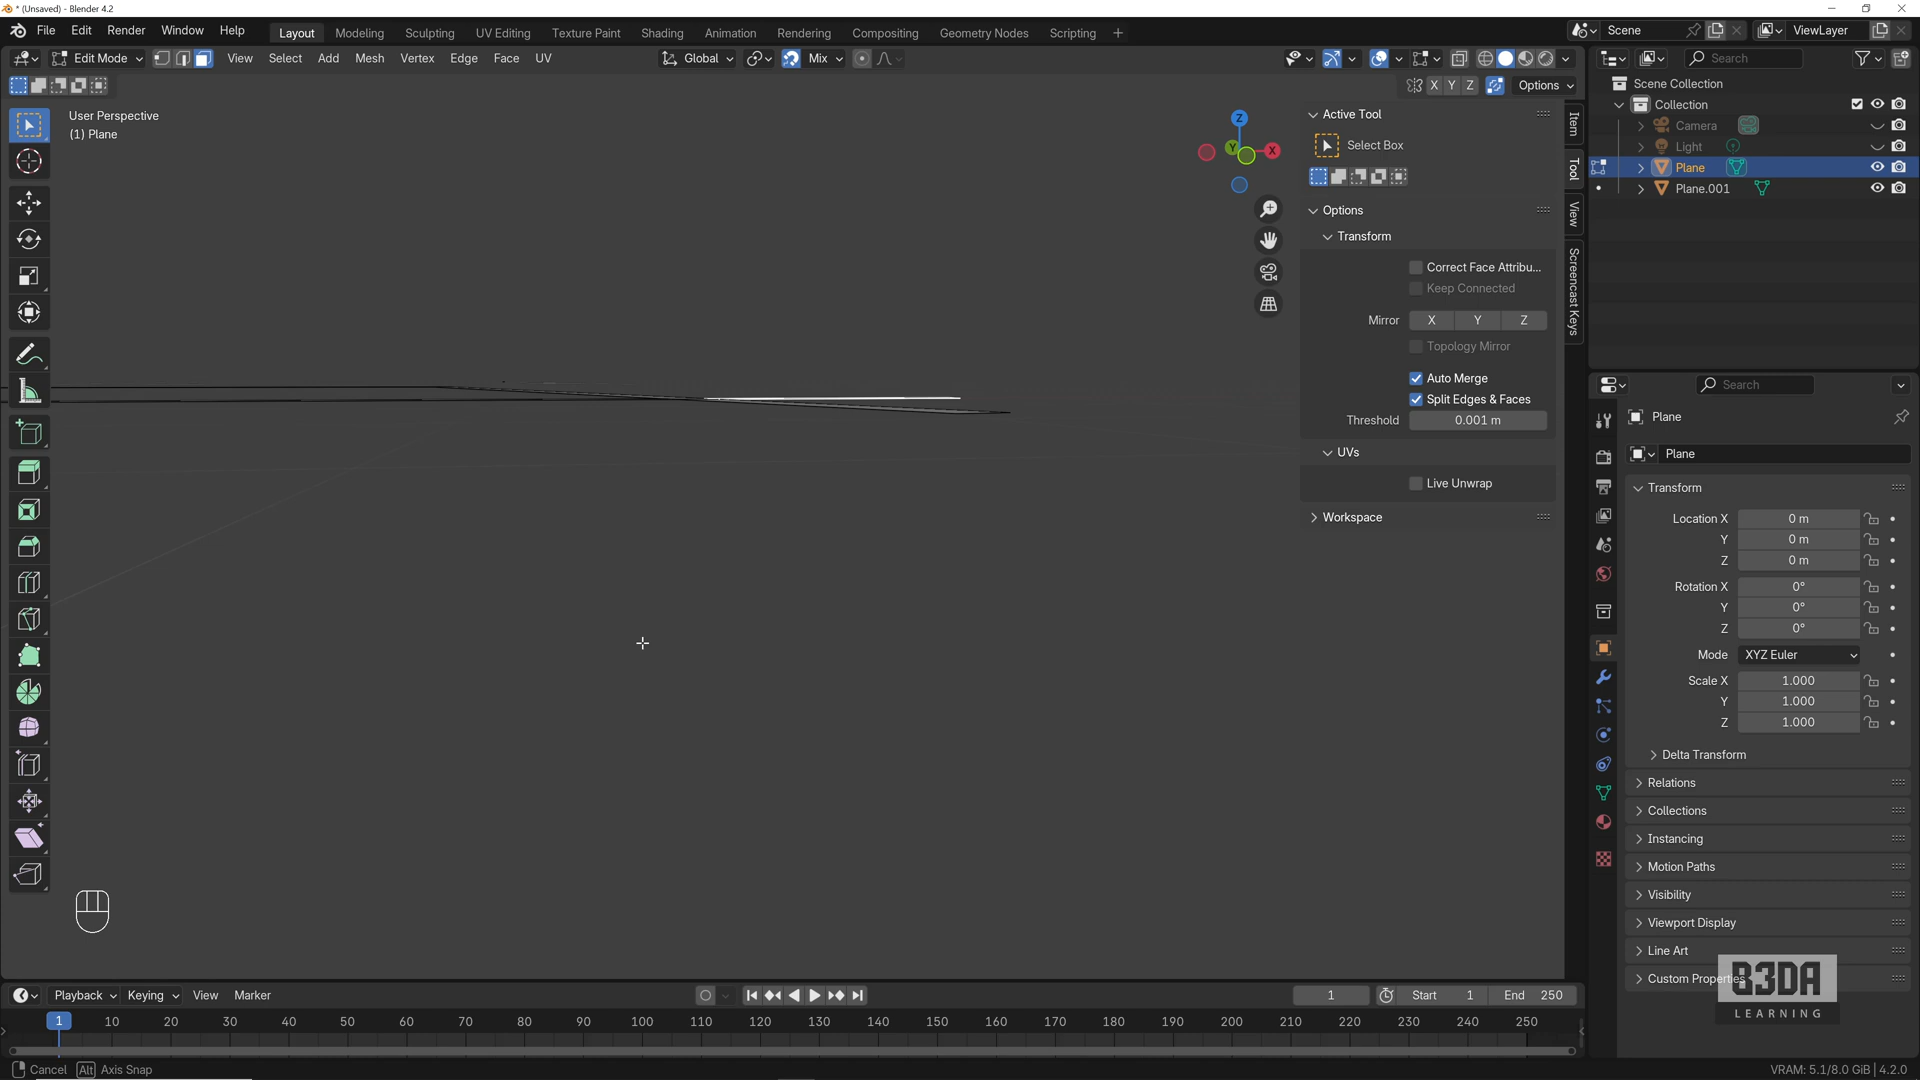 * (Unsaved) - Blender 4.2
File Edit Render Window Help Layout Modeling Sculpting UV Editing Texture Paint Shading Animation Rendering Compositing Geometry Nodes Scripting + Scene ViewLayer
Edit Mode View Select Add Mesh Vertex Edge Face UV Global Mix Search
X Y Z Options
User Perspective
(1) Plane
Z
Y
X
Active Tool
Select Box
Options
Transform
Correct Face Attribu...
Keep Connected
Mirror X Y Z
Topology Mirror
Auto Merge
Split Edges & Faces
Threshold 0.001 m
UVs
Live Unwrap
Workspace
Item
Tool
View
Screencast Keys
Scene Collection
Collection
Camera
Light
Plane
Plane.001
Search
Plane
Plane
Transform
Location X 0 m
Y 0 m
Z 0 m
Rotation X 0°
Y 0°
Z 0°
Mode XYZ Euler
Scale X 1.000
Y 1.000
Z 1.000
Delta Transform
Relations
Collections
Instancing
Motion Paths
Visibility
Viewport Display
Line Art
Custom Properties
B3DA
LEARNING
Playback Keying View Marker 1 Start 1 End 250
1 10 20 30 40 50 60 70 80 90 100 110 120 130 140 150 160 170 180 190 200 210 220 230 240 250
Cancel Alt Axis Snap VRAM: 5.1/8.0 GiB | 4.2.0